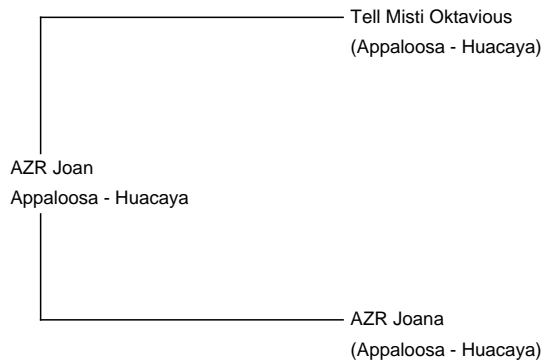 Tell Misti Oktavious
(Appaloosa - Huacaya)
AZR Joan
Appaloosa - Huacaya
AZR Joana
(Appaloosa - Huacaya)